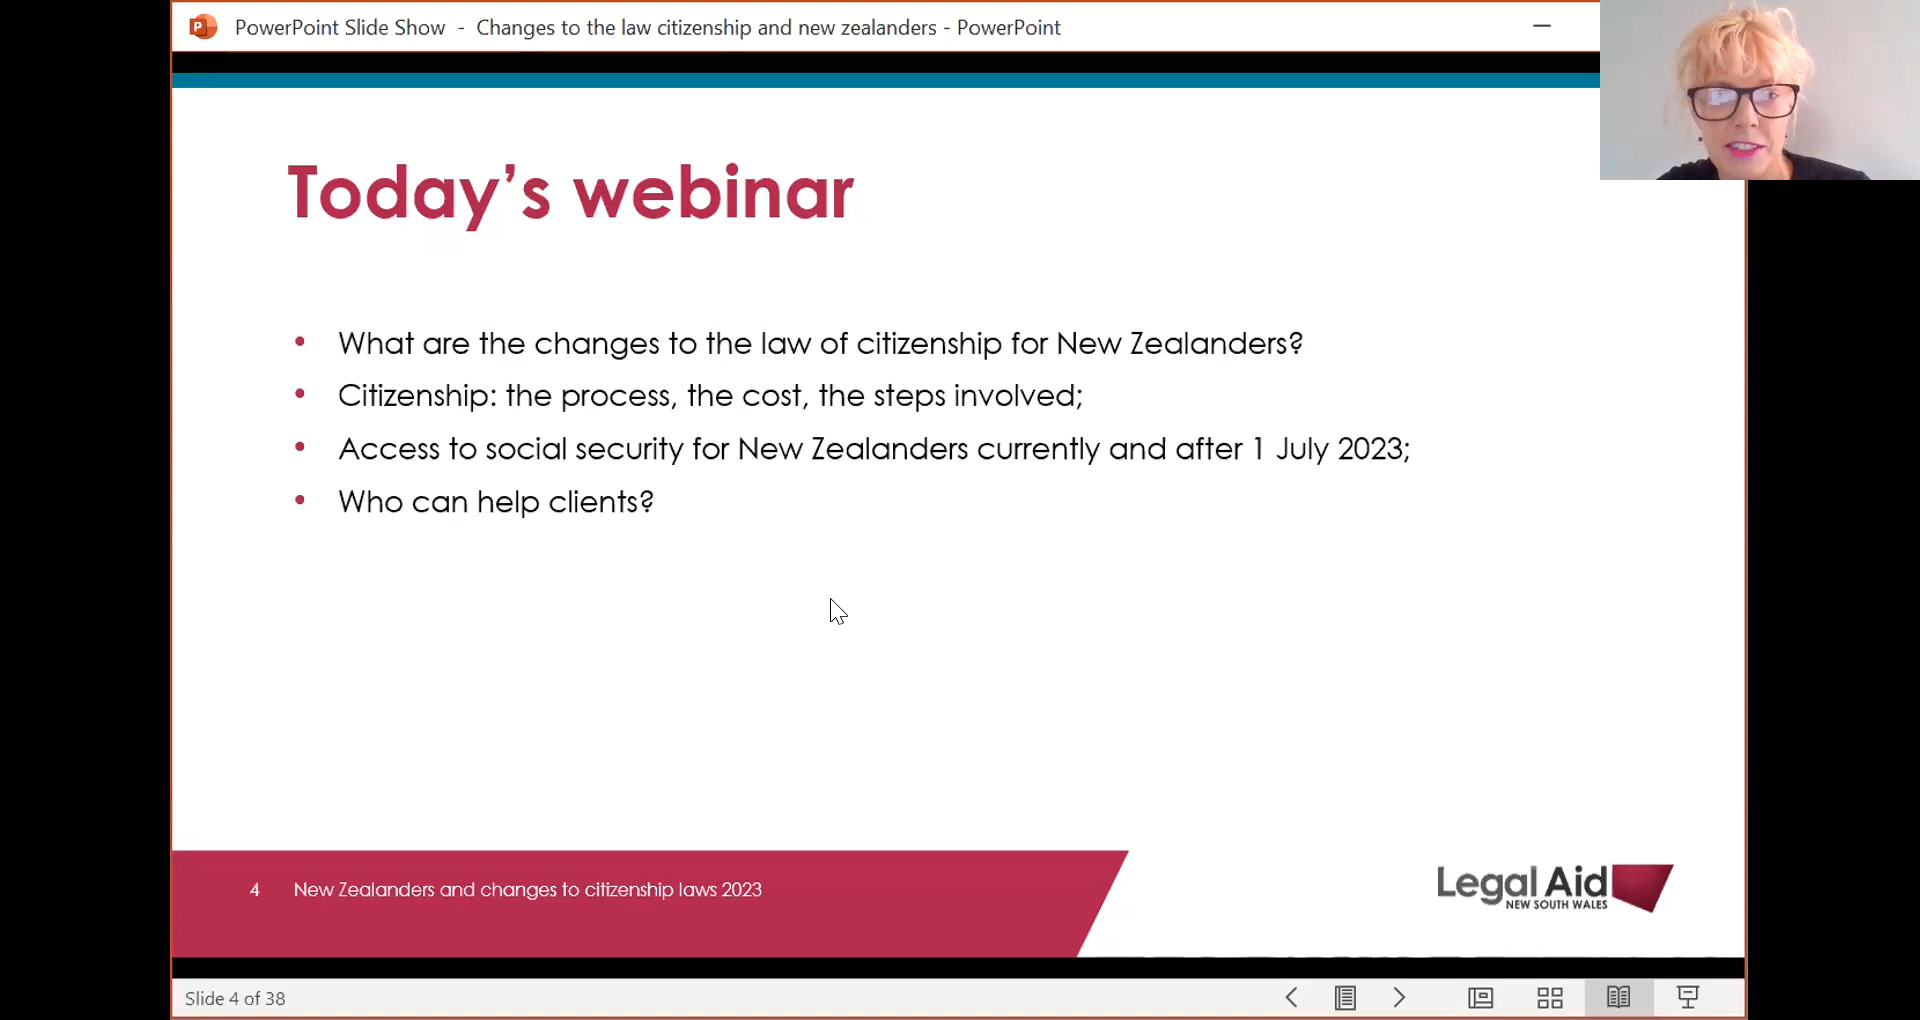 PowerPoint Slide Show - Changes to the law citizenship and new zealanders - PowerPoint
Today’s webinar
• What are the changes to the law of citizenship for New Zealanders?
• Citizenship: the process, the cost, the steps involved;
• Access to social security for New Zealanders currently and after 1 July 2023;
• Who can help clients?
4 New Zealanders and changes to citizenship laws 2023
Legal Aid
NEW SOUTH WALES
Slide 4 of 38